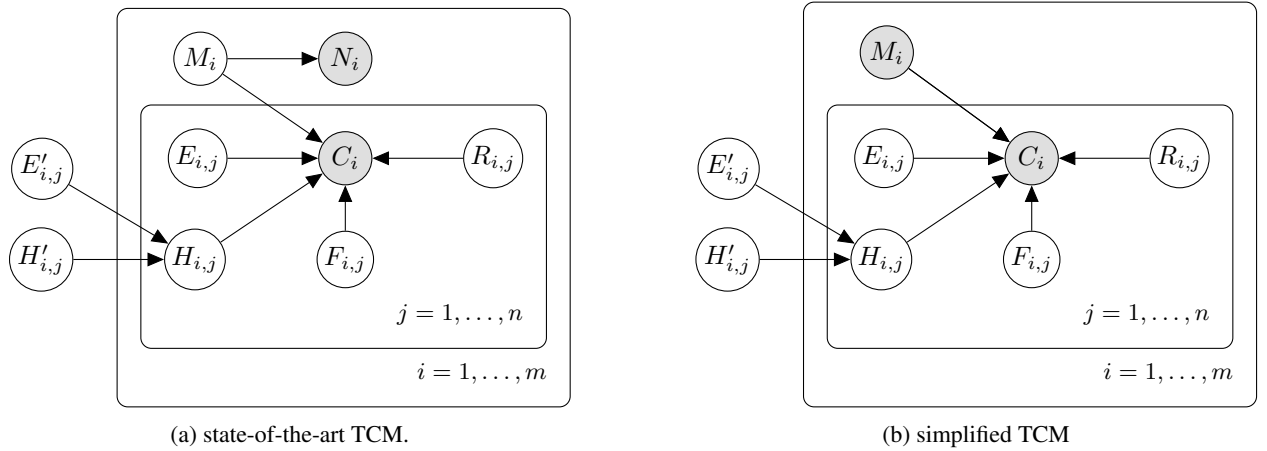 M_i N_i
E'_{i,j} E_{i,j} C_i R_{i,j}
H'_{i,j} H_{i,j} F_{i,j}
j = 1, . . . , n
i = 1, . . . , m
(a) state-of-the-art TCM.
M_i
E'_{i,j} E_{i,j} C_i R_{i,j}
H'_{i,j} H_{i,j} F_{i,j}
j = 1, . . . , n
i = 1, . . . , m
(b) simplified TCM